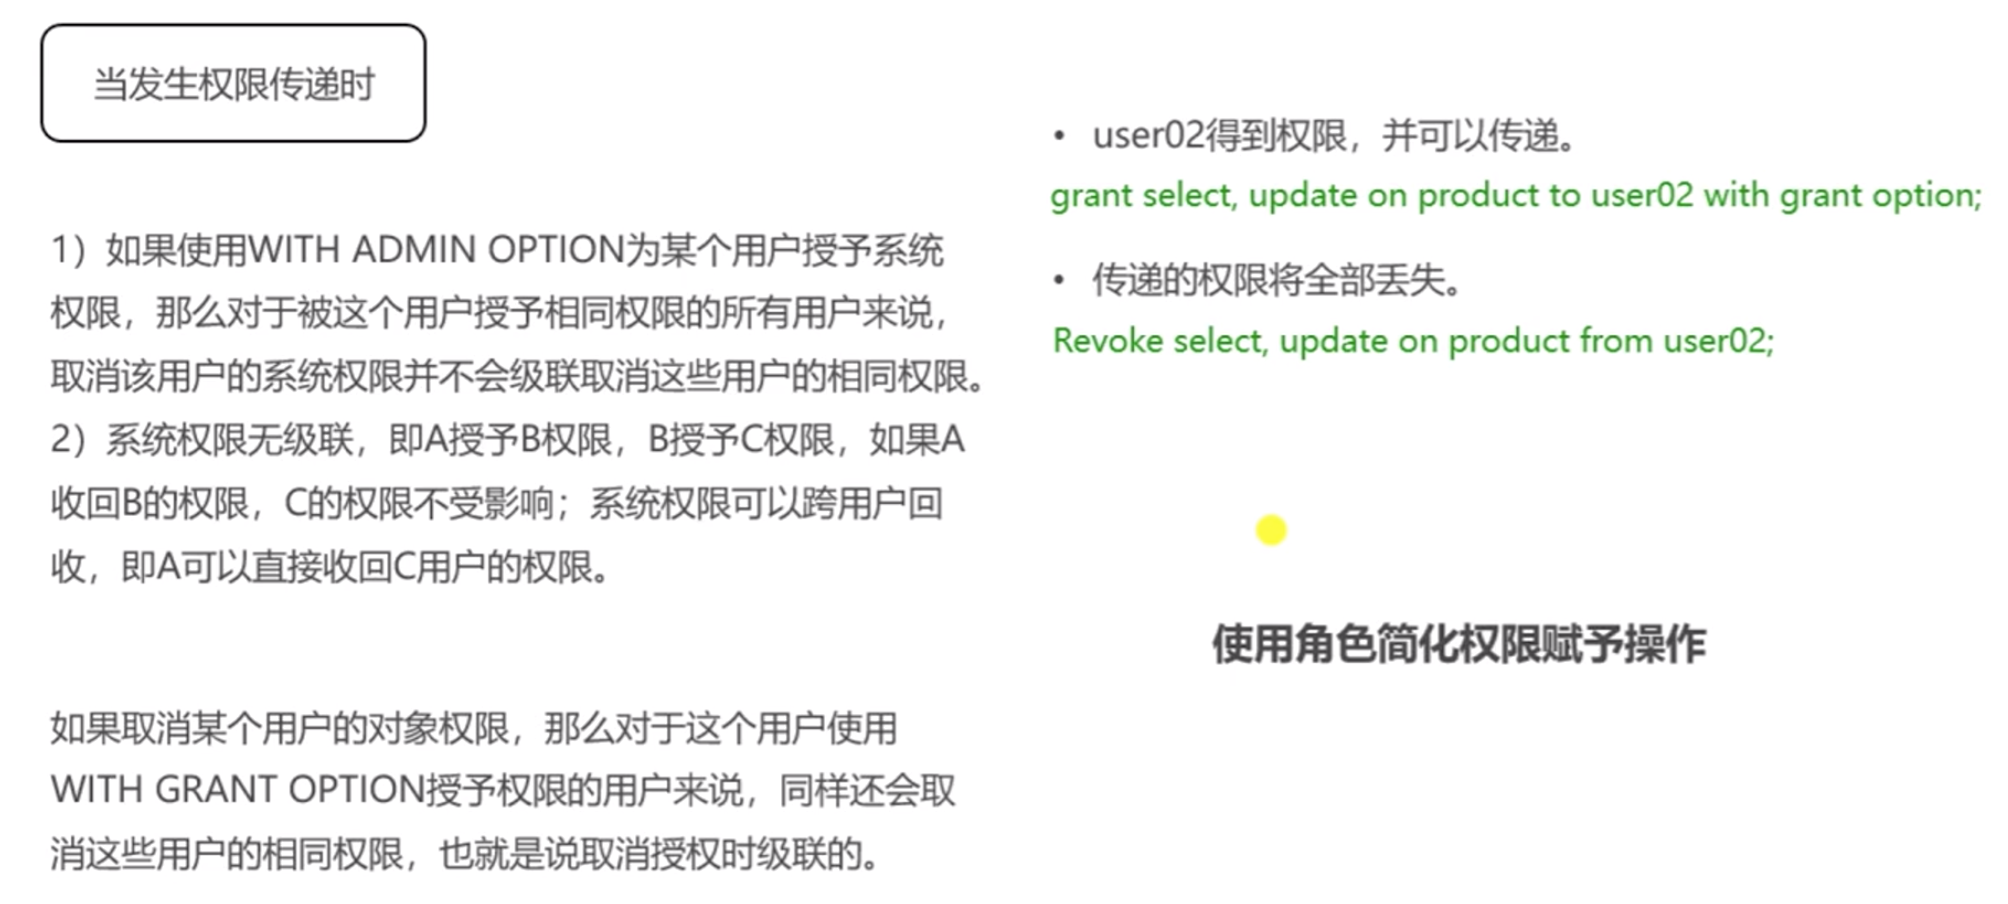 当发生权限传递时
1）如果使用WITH ADMIN OPTION为某个用户授予系统
权限，那么对于被这个用户授予相同权限的所有用户来说，
取消该用户的系统权限并不会级联取消这些用户的相同权限。
2）系统权限无级联，即A授予B权限，B授予C权限，如果A
收回B的权限，C的权限不受影响；系统权限可以跨用户回
收，即A可以直接收回C用户的权限。
如果取消某个用户的对象权限，那么对于这个用户使用
WITH GRANT OPTION授予权限的用户来说，同样还会取
消这些用户的相同权限，也就是说取消授权时级联的。
• user02得到权限，并可以传递。
grant select, update on product to user02 with grant option;
• 传递的权限将全部丢失。
Revoke select, update on product from user02;
使用角色简化权限赋予操作